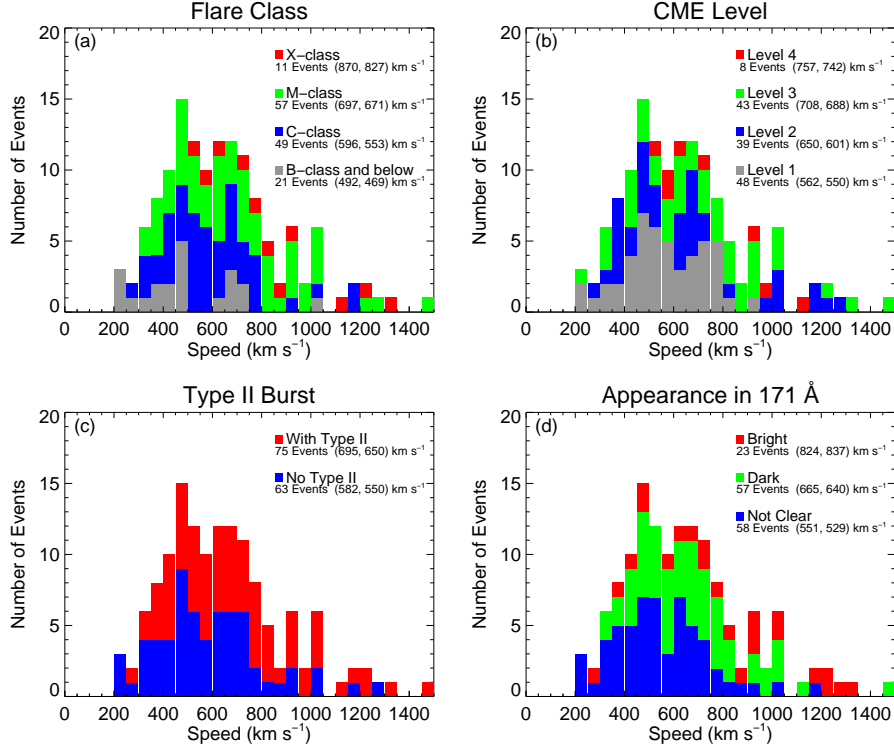 Flare Class
(a)
X−class
11 Events (870, 827) km s⁻¹
M−class
57 Events (697, 671) km s⁻¹
C−class
49 Events (596, 553) km s⁻¹
B−class and below
21 Events (492, 469) km s⁻¹
Number of Events
20
15
10
5
0
0 200 400 600 800 1000 1200 1400
Speed (km s⁻¹)
CME Level
(b)
Level 4
8 Events (757, 742) km s⁻¹
Level 3
43 Events (708, 688) km s⁻¹
Level 2
39 Events (650, 601) km s⁻¹
Level 1
48 Events (562, 550) km s⁻¹
Number of Events
20
15
10
5
0
0 200 400 600 800 1000 1200 1400
Speed (km s⁻¹)
Type II Burst
(c)
With Type II
75 Events (695, 650) km s⁻¹
No Type II
63 Events (582, 550) km s⁻¹
Number of Events
20
15
10
5
0
0 200 400 600 800 1000 1200 1400
Speed (km s⁻¹)
Appearance in 171 Å
(d)
Bright
23 Events (824, 837) km s⁻¹
Dark
57 Events (665, 640) km s⁻¹
Not Clear
58 Events (551, 529) km s⁻¹
Number of Events
20
15
10
5
0
0 200 400 600 800 1000 1200 1400
Speed (km s⁻¹)